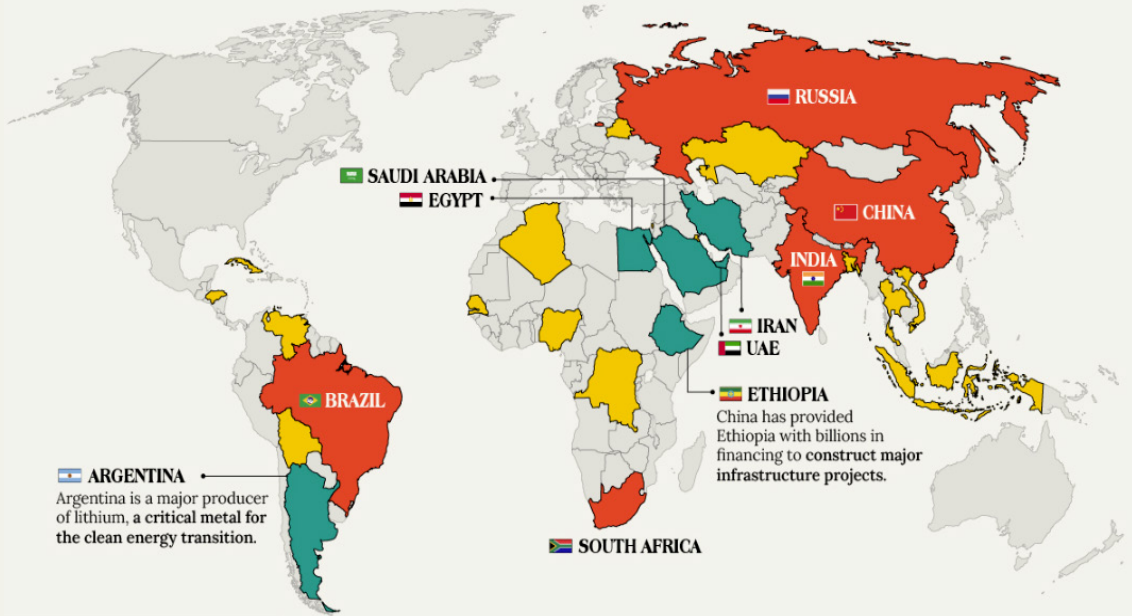 RUSSIA
SAUDI ARABIA
EGYPT
CHINA
INDIA
IRAN
UAE
BRAZIL
ETHIOPIA
China has provided
Ethiopia with billions in
financing to construct major
infrastructure projects.
ARGENTINA
Argentina is a major producer
of lithium, a critical metal for
the clean energy transition.
SOUTH AFRICA